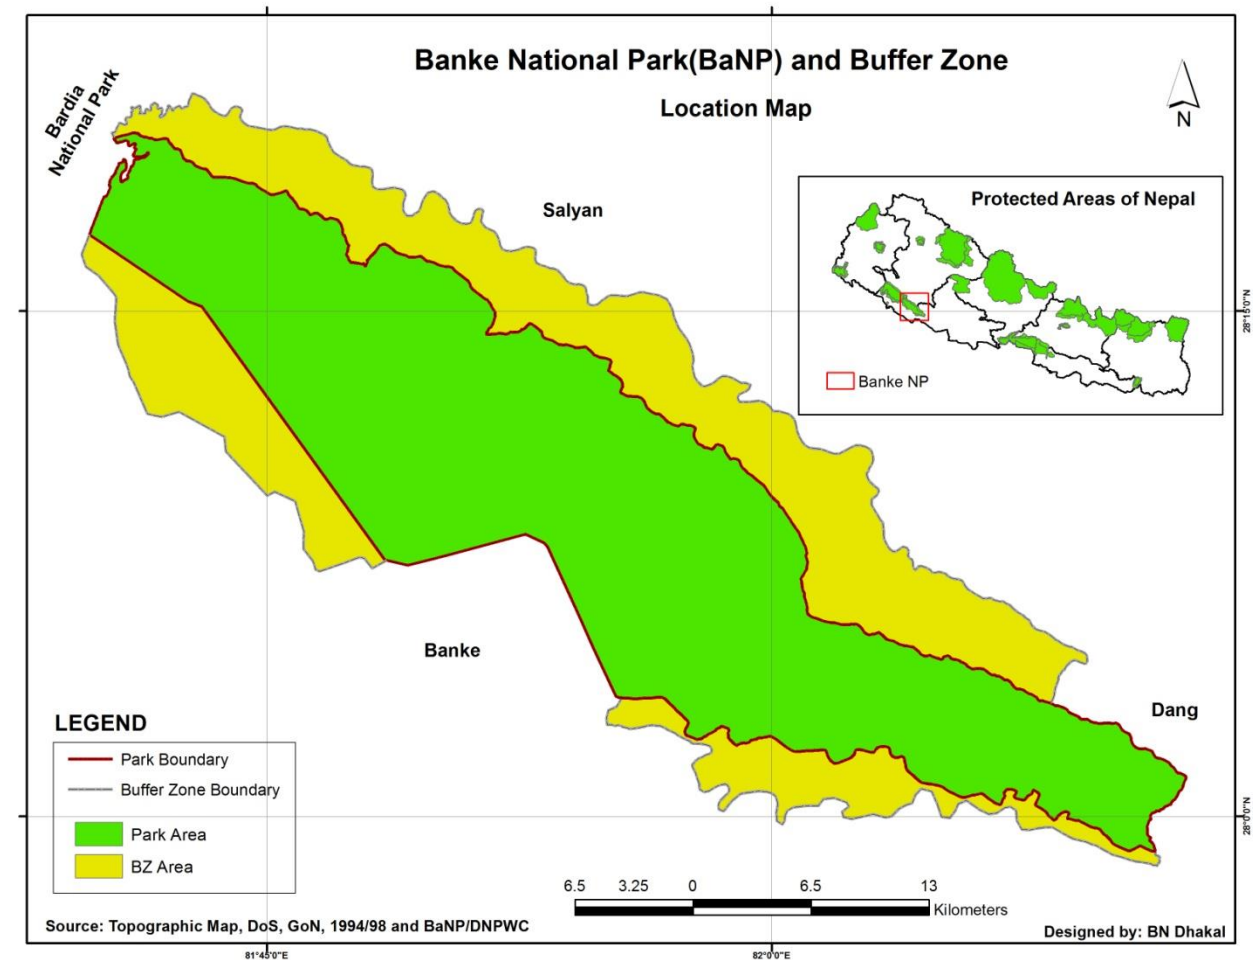 Banke National Park(BaNP) and Buffer Zone
Location Map
Bardia
National Park
N
Salyan
Protected Areas of Nepal
Banke NP
28°15'0"N
Banke
Dang
LEGEND
Park Boundary
Buffer Zone Boundary
Park Area
BZ Area
28°0'0"N
6.5 3.25 0 6.5 13
Kilometers
Source: Topographic Map, DoS, GoN, 1994/98 and BaNP/DNPWC
Designed by: BN Dhakal
81°45'0"E
82°0'0"E